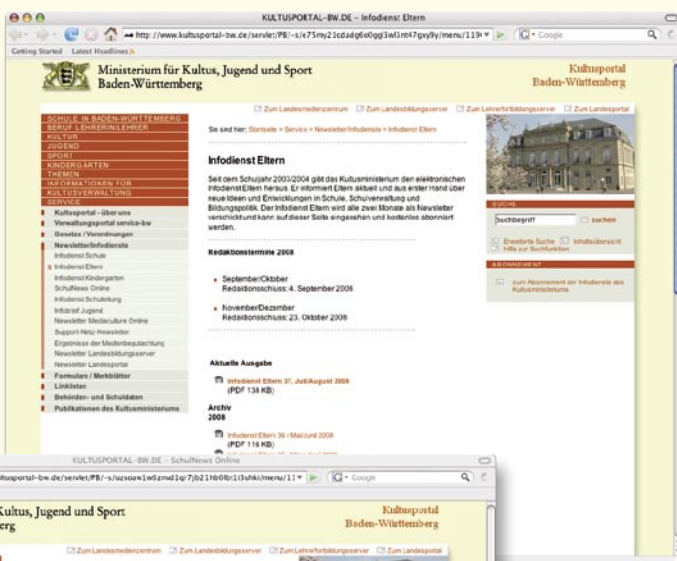 KULTUSPORTAL-BW.DE – Infodienst Eltern
Google
Getting Started Latest Headlines
Ministerium für Kultus, Jugend und Sport
Baden-Württemberg
Kultusportal
Baden-Württemberg
Zum Landesmedienzentrum Zum Landesbildungsserver Zum Lehrerfortbildungsserver Zum Landesportal
SCHULE IN BADEN-WÜRTTEMBERG
BERUF LEHRERIN/LEHRER
KULTUR
JUGEND
SPORT
KINDERGARTEN
THEMEN
INFORMATIONEN FÜR
KULTUSVERWALTUNG
SERVICE
Kultusportal - über uns
Verwaltungsportal service-bw
Gesetze / Verordnungen
Newsletter/Infodienste
Infodienst Schule
Infodienst Eltern
Infodienst Kindergarten
SchulNews Online
Infodienst Schulleitung
Infobrief Jugend
Newsletter Mediaculture Online
Support-Netz-Newsletter
Ergebnisse der Medienbegutachtung
Newsletter Landesbildungsserver
Newsletter Landesportal
Formulare / Merkblätter
Linklisten
Behörden- und Schuldaten
Publikationen des Kultusministeriums
Sie sind hier: Startseite > Service > Newsletter/Infodienste > Infodienst Eltern
Infodienst Eltern
Seit dem Schuljahr 2003/2004 gibt das Kultusministerium den elektronischen
Infodienst Eltern heraus. Er informiert Eltern aktuell und aus erster Hand über
neue Ideen und Entwicklungen in Schule, Schulverwaltung und
Bildungspolitik. Der Infodienst Eltern wird alle zwei Monate als Newsletter
verschickt und kann auf dieser Seite eingesehen und kostenlos abonniert
werden.
Redaktionstermine 2008
September/Oktober
Redaktionsschluss: 4. September 2008
November/Dezember
Redaktionsschluss: 23. Oktober 2008
Aktuelle Ausgabe
Infodienst Eltern 37, Juli/August 2008
(PDF 138 KB)
Archiv
2008
Infodienst Eltern 36 / Mai/Juni 2008
(PDF 116 KB)
SUCHE
Suchbegriff suchen
Erweiterte Suche Inhaltsübersicht
Hilfe zur Suchfunktion
ABONNEMENT
zum Abonnement der Infodienste des
Kultusministeriums
KULTUSPORTAL-BW.DE – SchulNews Online
Google
Kultus, Jugend und Sport
erg
Kultusportal
Baden-Württemberg
Zum Landesmedienzentrum Zum Landesbildungsserver Zum Lehrerfortbildungsserver Zum Landesportal